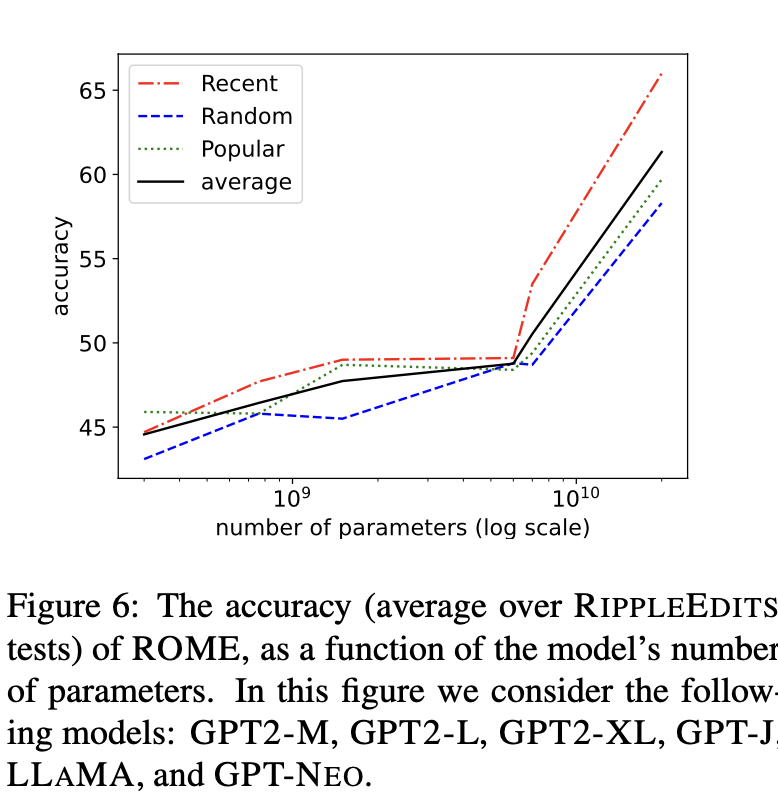 65
60
55
50
45
accuracy
Recent
Random
Popular
average
10⁹
10¹⁰
number of parameters (log scale)
Figure 6: The accuracy (average over RIPPLEEDITS
tests) of ROME, as a function of the model's number
of parameters. In this figure we consider the follow-
ing models: GPT2-M, GPT2-L, GPT2-XL, GPT-J,
LLAMA, and GPT-NEO.